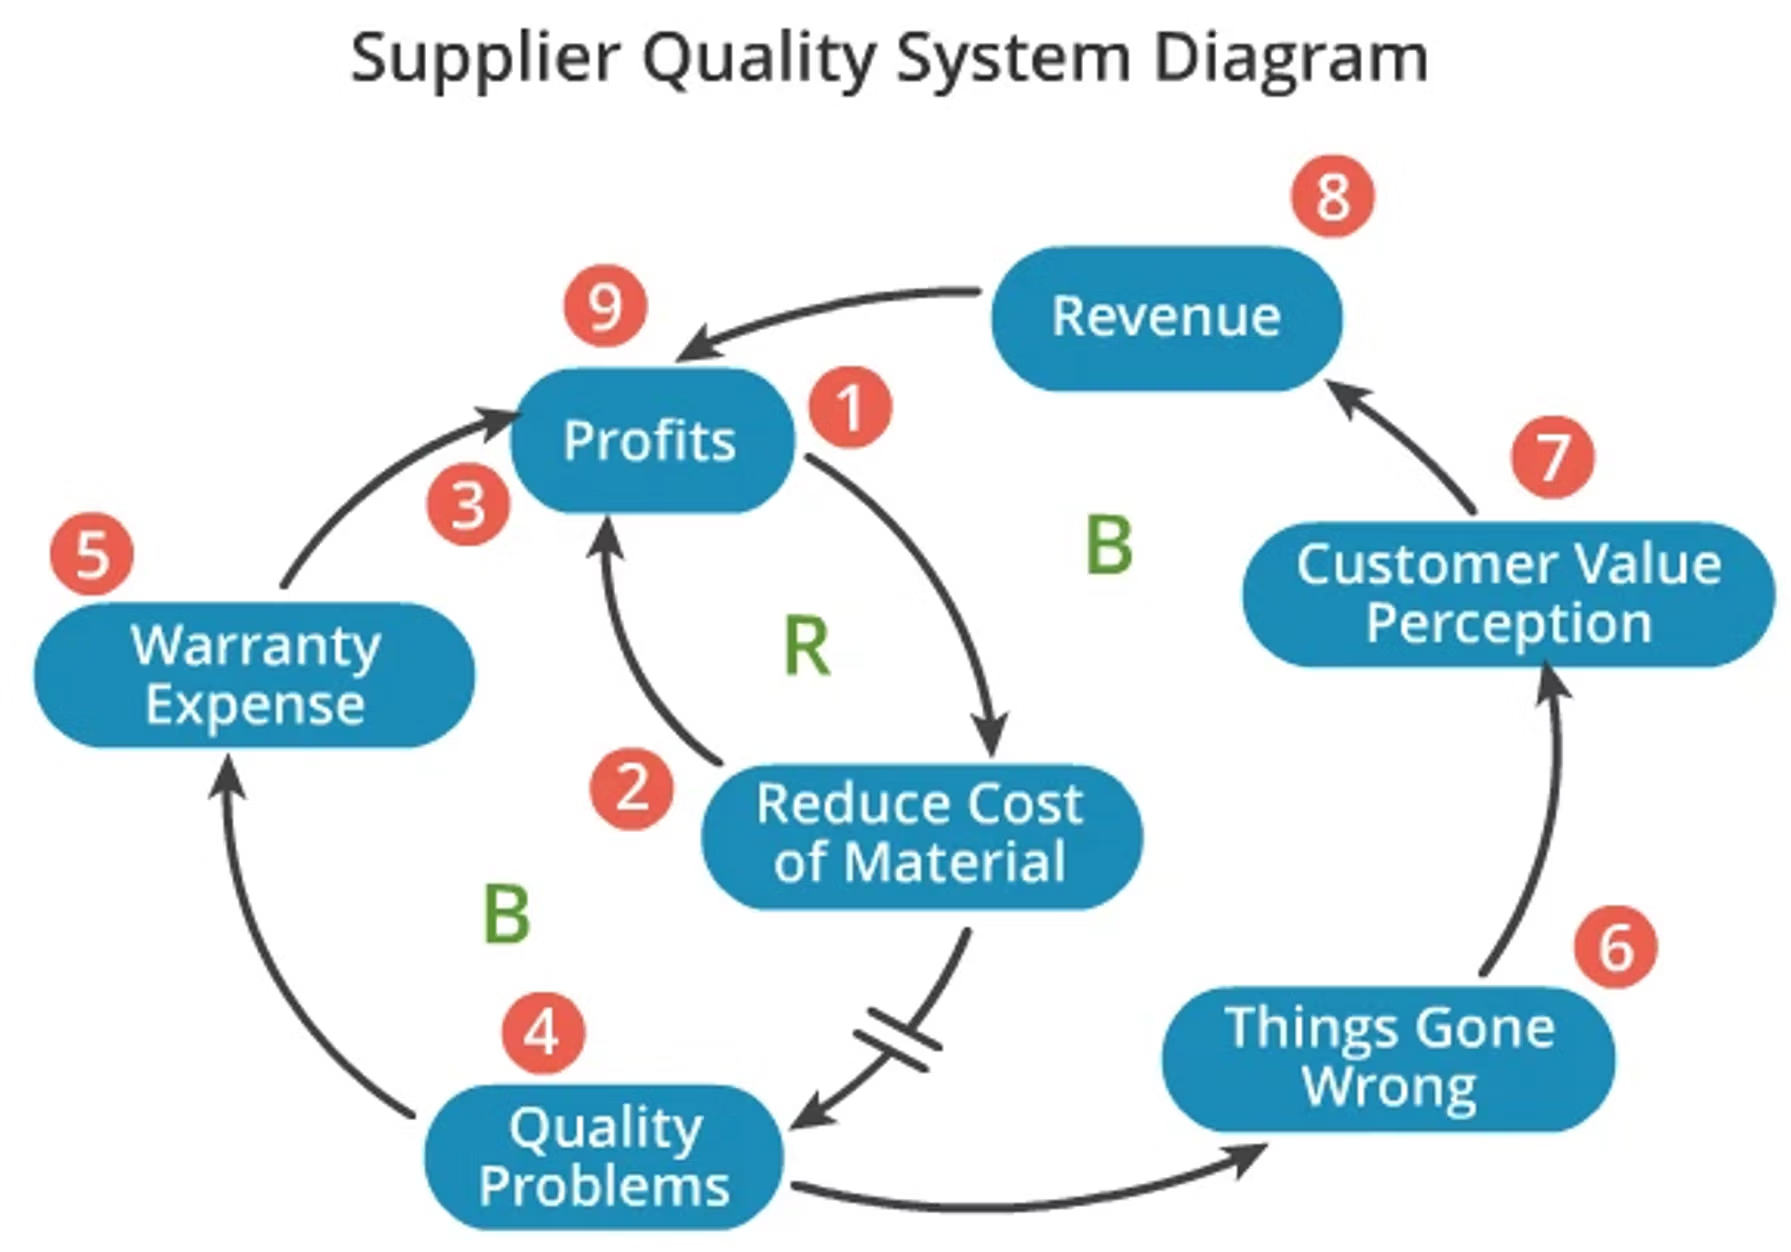 Supplier Quality System Diagram
8
Revenue
9
1
Profits
3
7
Customer Value
Perception
B
5
Warranty
Expense
R
2
Reduce Cost
of Material
B
6
Things Gone
Wrong
4
Quality
Problems